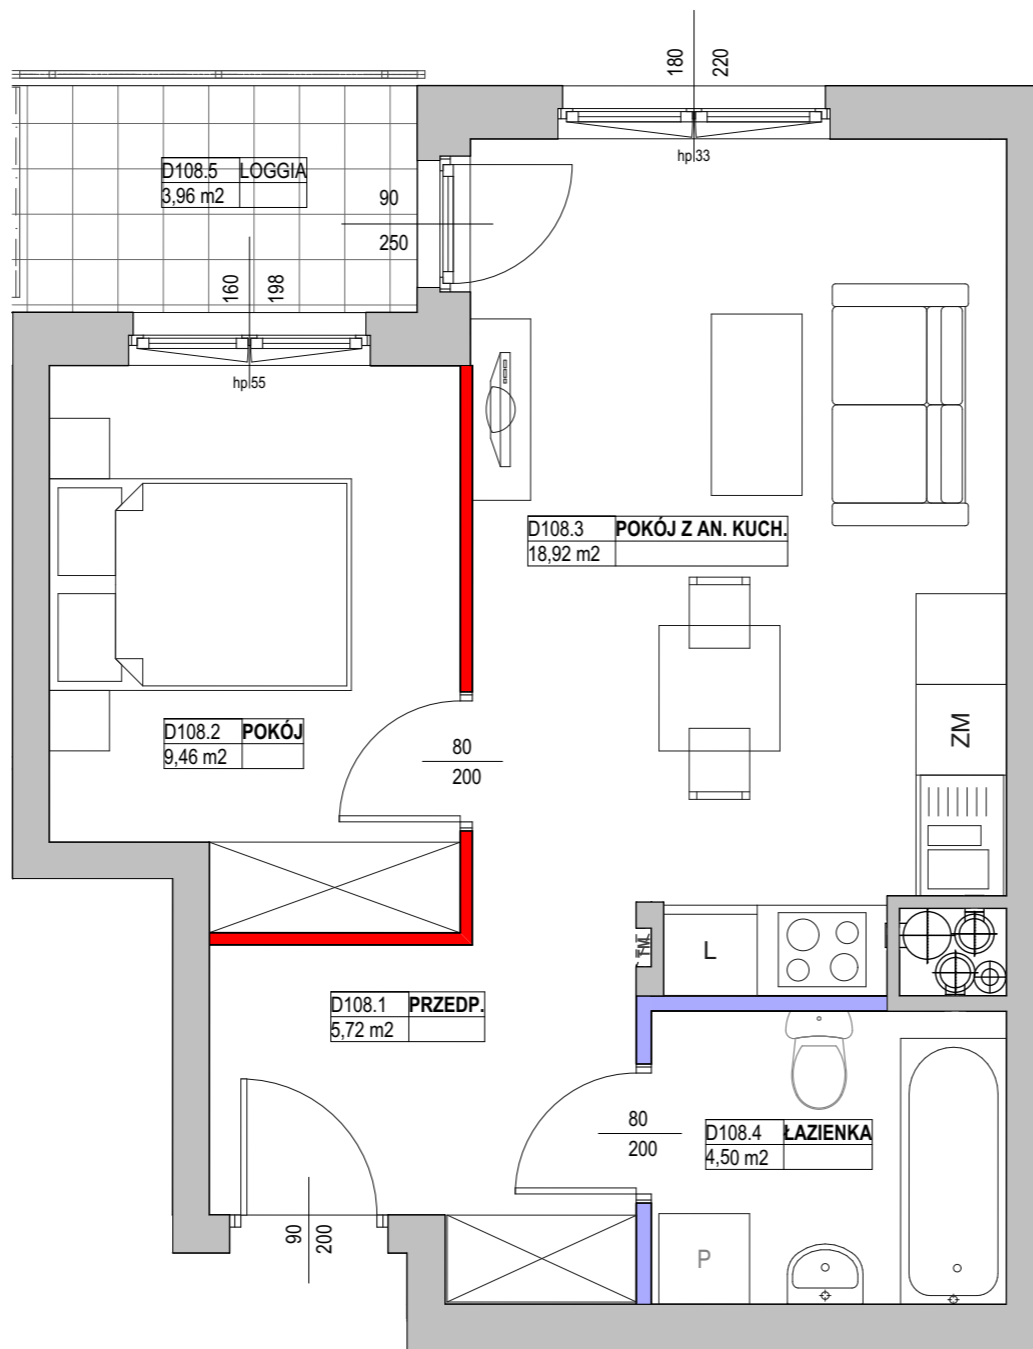 180 220
hp 33
D108.5 LOGGIA
3,96 m2
90
250
160 198
hp 55
D108.3 POKÓJ Z AN. KUCH.
18,92 m2
D108.2 POKÓJ
9,46 m2
80
200
ZM
TM
L
D108.1 PRZEDP.
5,72 m2
80
200
D108.4 ŁAZIENKA
4,50 m2
90 200
P